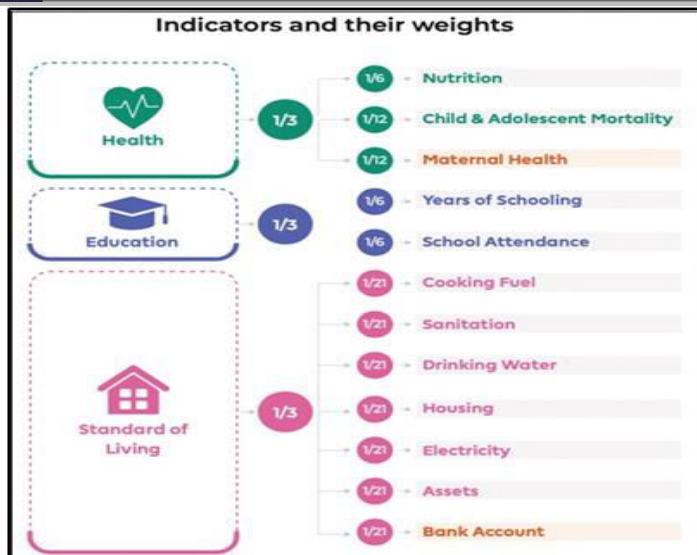 Indicators and their weights
Health
1/3
1/6 Nutrition
1/12 Child & Adolescent Mortality
1/12 Maternal Health
Education
1/3
1/6 Years of Schooling
1/6 School Attendance
Standard of
Living
1/3
1/21 Cooking Fuel
1/21 Sanitation
1/21 Drinking Water
1/21 Housing
1/21 Electricity
1/21 Assets
1/21 Bank Account